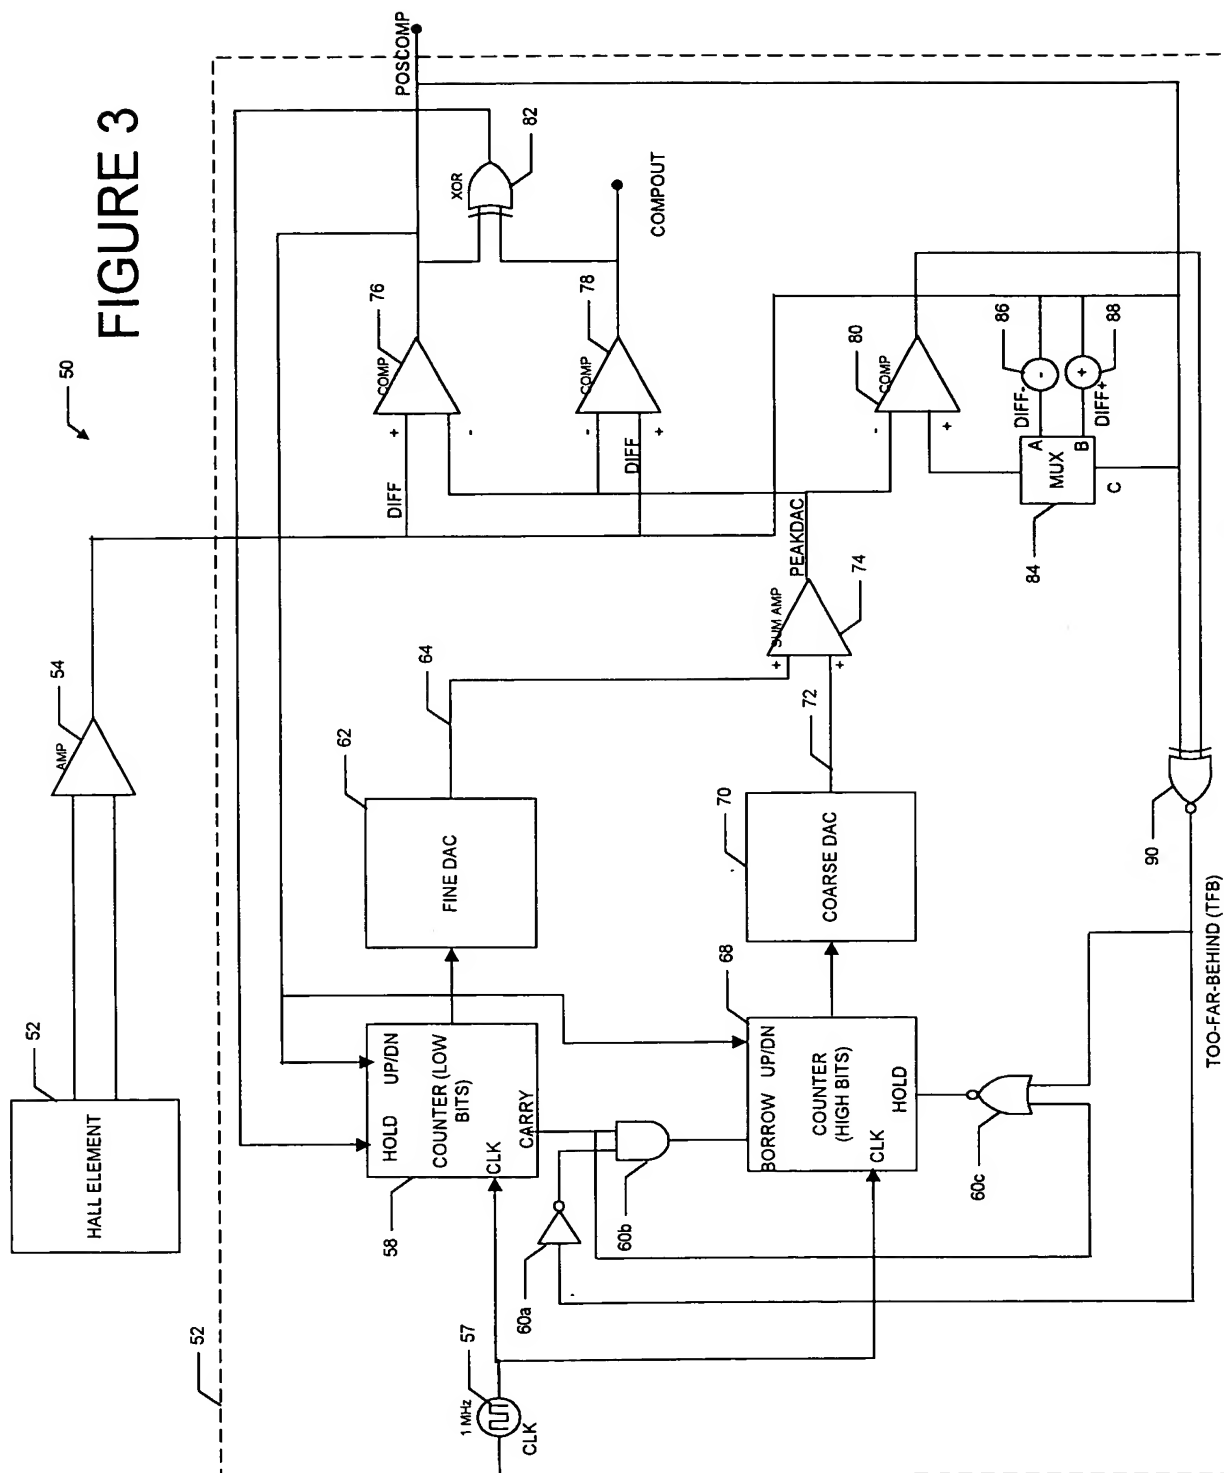 FIGURE 3
50
52
HALL ELEMENT
52
AMP
54
DIFF
DIFF
+
-
COMP
76
-
+
COMP
78
POSCOMP
XOR
82
COMPOUT
1 MHz
57
CLK
HOLD
UP/DN
COUNTER (LOW
BITS)
CLK
CARRY
58
62
FINE DAC
64
60a
60b
BORROW
UP/DN
COUNTER
(HIGH BITS)
CLK
HOLD
68
60c
70
COARSE DAC
72
SUM AMP
+
+
74
PEAKDAC
-
+
COMP
80
MUX
A
B
C
84
DIFF-
-
86
DIFF+
+
88
90
TOO-FAR-BEHIND (TFB)